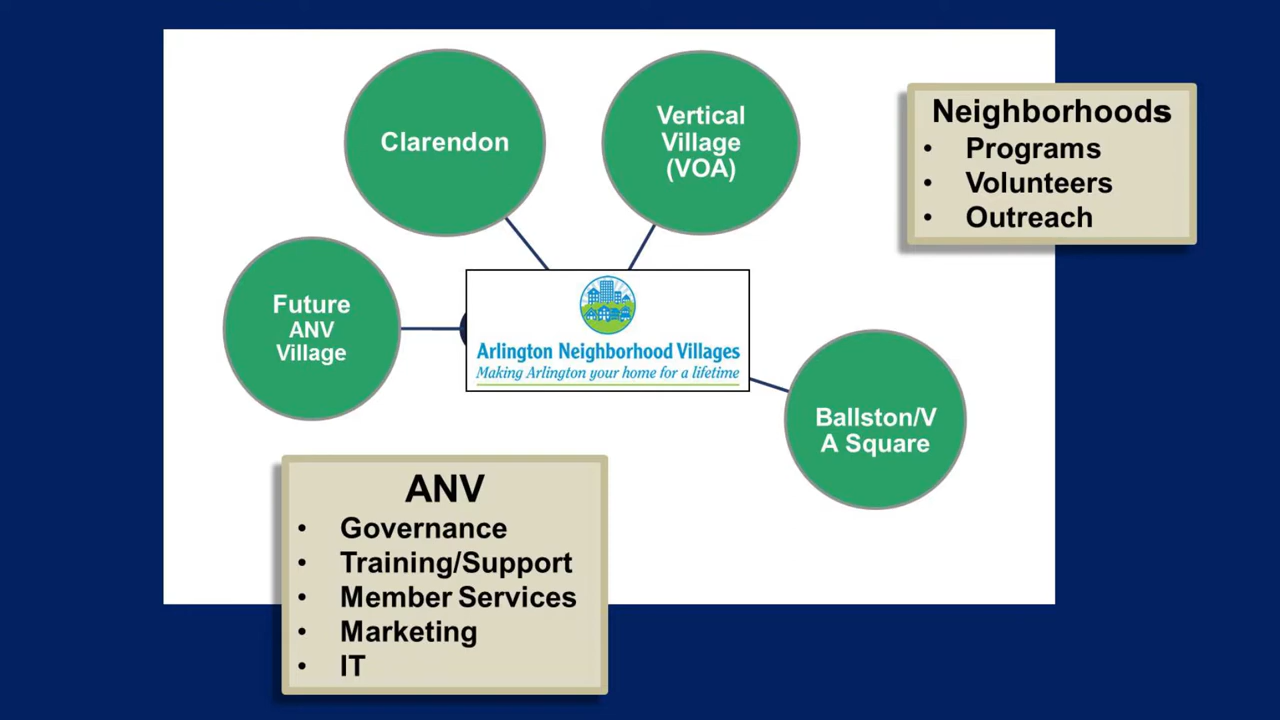 Clarendon
Vertical
Village
(VOA)
Neighborhoods
• Programs
• Volunteers
• Outreach
Future
ANV
Village
Arlington Neighborhood Villages
Making Arlington your home for a lifetime
Ballston/V
A Square
ANV
• Governance
• Training/Support
• Member Services
• Marketing
• IT